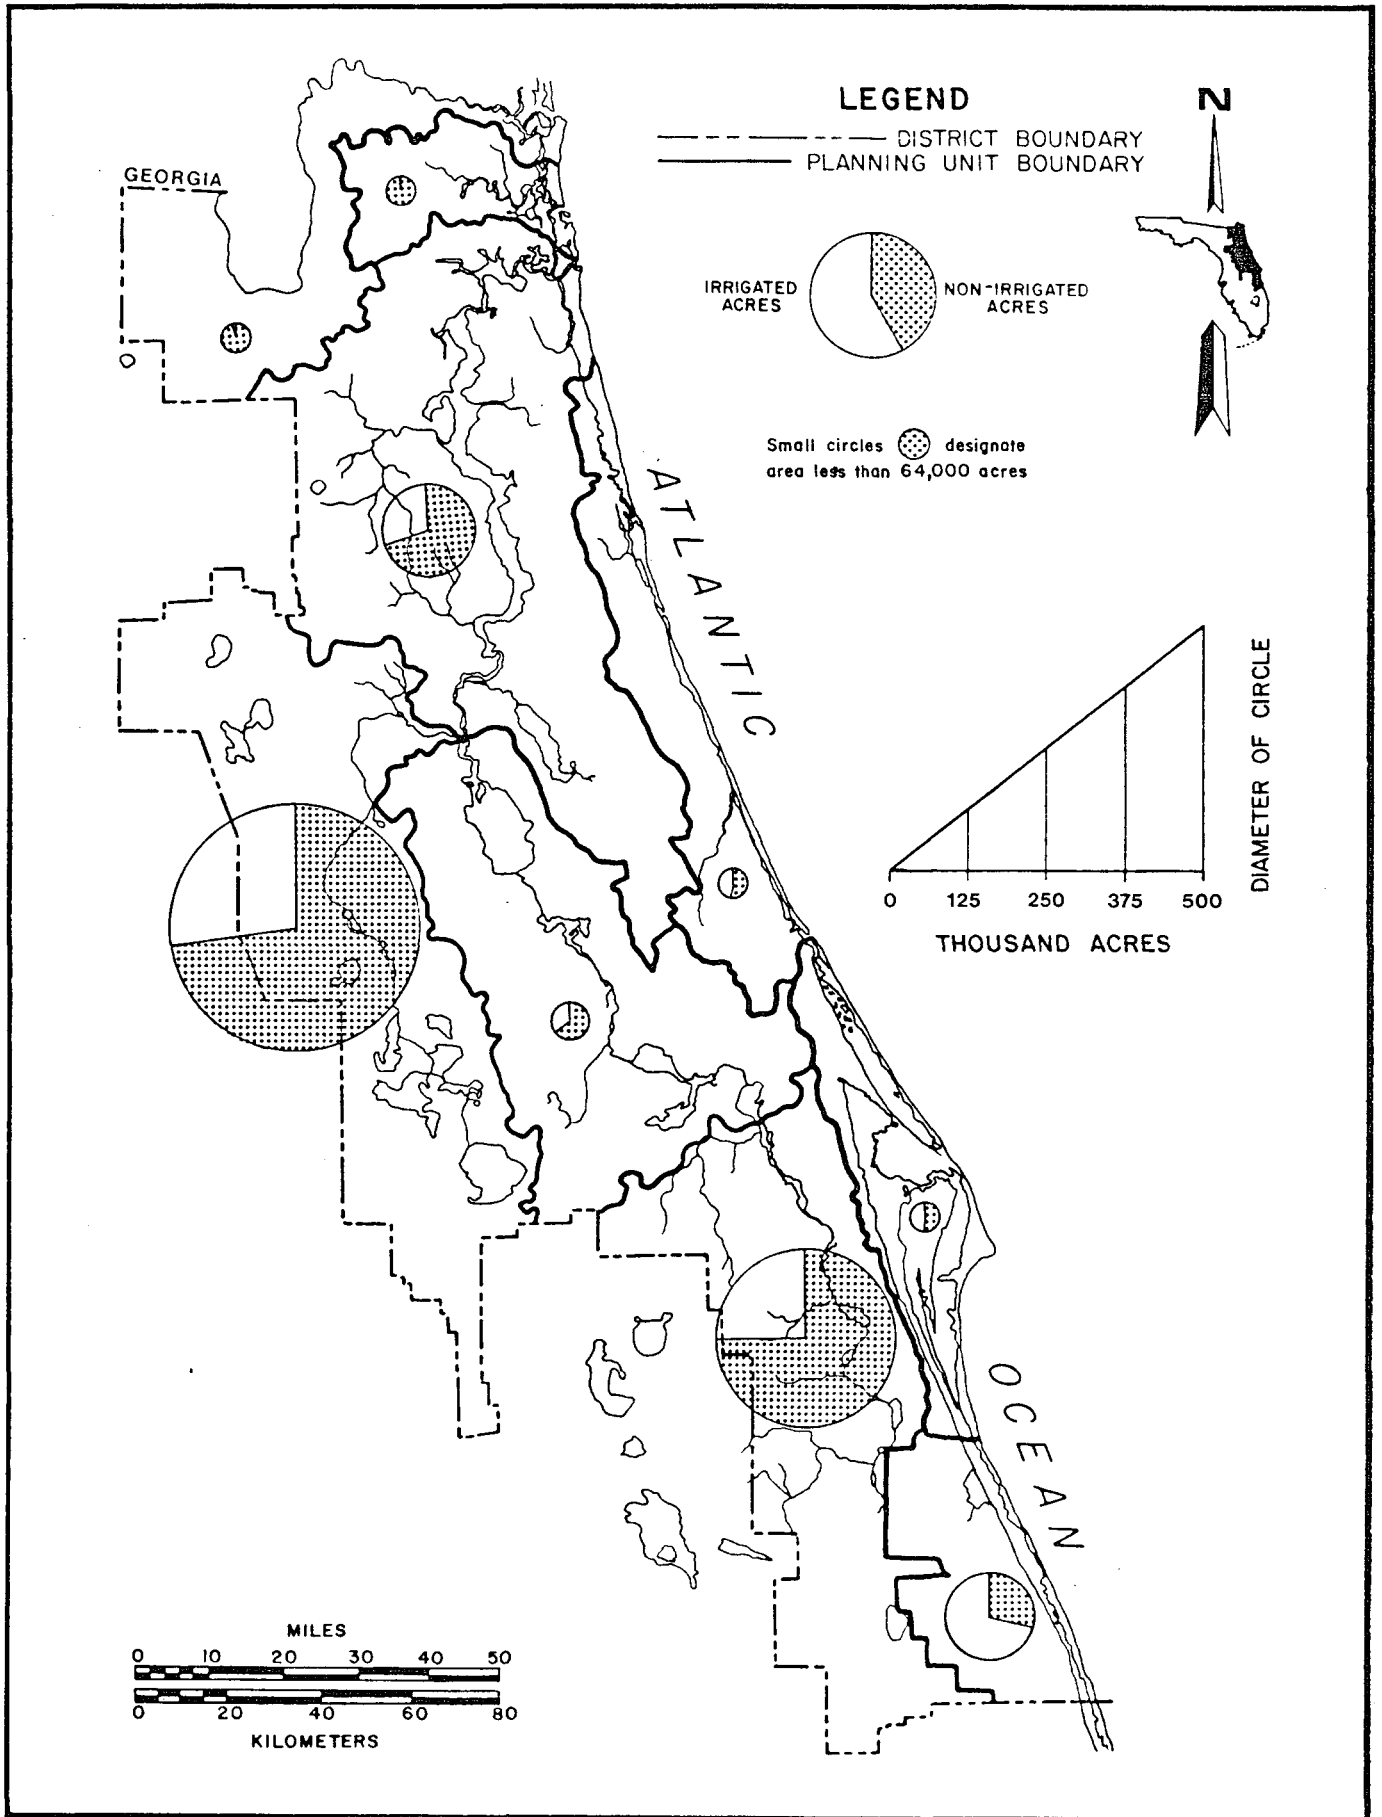 LEGEND
N
DISTRICT BOUNDARY
PLANNING UNIT BOUNDARY
GEORGIA
IRRIGATED
ACRES
NON-IRRIGATED
ACRES
Small circles designate
area less than 64,000 acres
ATLANTIC
DIAMETER OF CIRCLE
0 125 250 375 500
THOUSAND ACRES
OCEAN
MILES
0 10 20 30 40 50
0 20 40 60 80
KILOMETERS